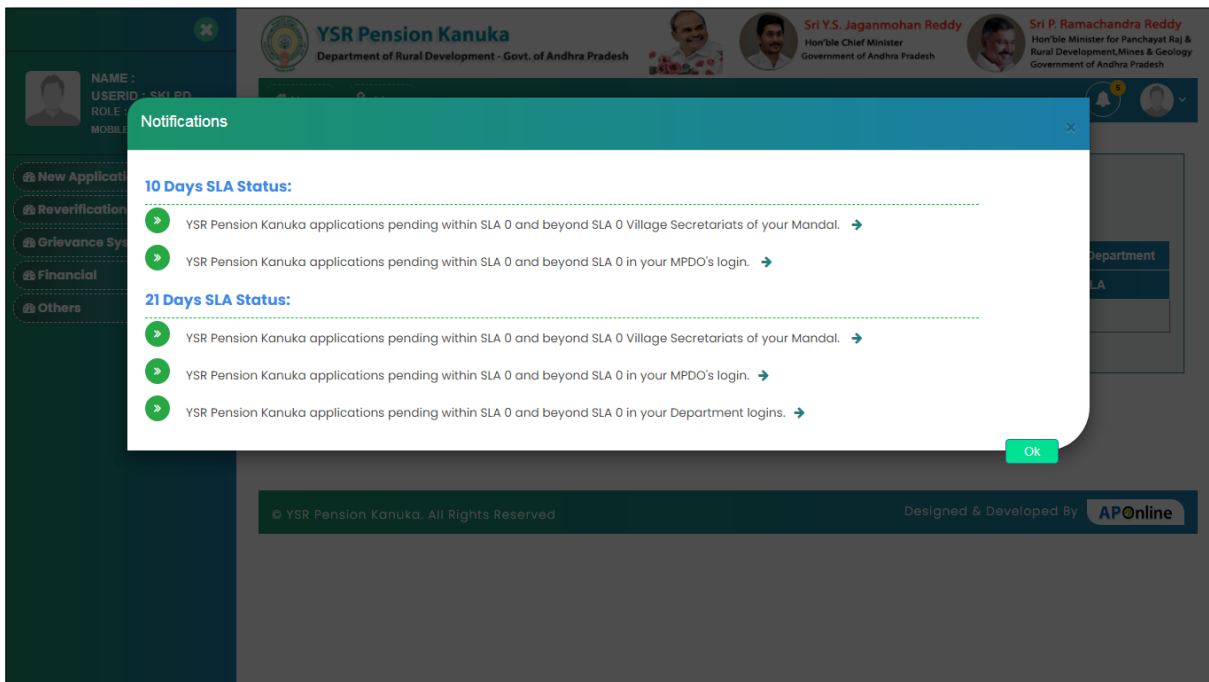 YSR Pension Kanuka
Department of Rural Development - Govt. of Andhra Pradesh
Sri Y.S. Jaganmohan Reddy
Hon'ble Chief Minister
Government of Andhra Pradesh
Sri P. Ramachandra Reddy
Hon'ble Minister for Panchayat Raj &
Rural Development,Mines & Geology
Government of Andhra Pradesh
NAME :
USERID : SKLPD
ROLE :
MOBILE
5
Notifications
×
New Applicati
Reverification
Grievance Sys
Financial
Others
10 Days SLA Status:
YSR Pension Kanuka applications pending within SLA 0 and beyond SLA 0 Village Secretariats of your Mandal.
YSR Pension Kanuka applications pending within SLA 0 and beyond SLA 0 in your MPDO's login.
21 Days SLA Status:
YSR Pension Kanuka applications pending within SLA 0 and beyond SLA 0 Village Secretariats of your Mandal.
YSR Pension Kanuka applications pending within SLA 0 and beyond SLA 0 in your MPDO's login.
YSR Pension Kanuka applications pending within SLA 0 and beyond SLA 0 in your Department logins.
Department
LA
Ok
© YSR Pension Kanuka. All Rights Reserved
Designed & Developed By APOnline